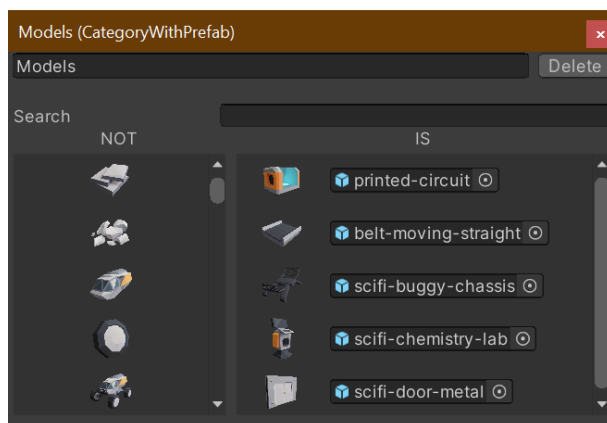 Models (CategoryWithPrefab)
Models
Delete
Search
NOT
IS
printed-circuit
belt-moving-straight
scifi-buggy-chassis
scifi-chemistry-lab
scifi-door-metal